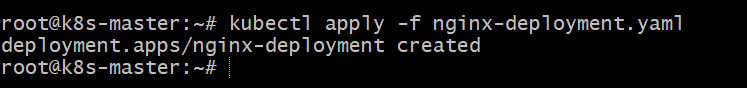 root@k8s-master:~# kubectl apply -f nginx-deployment.yaml
deployment.apps/nginx-deployment created
root@k8s-master:~#